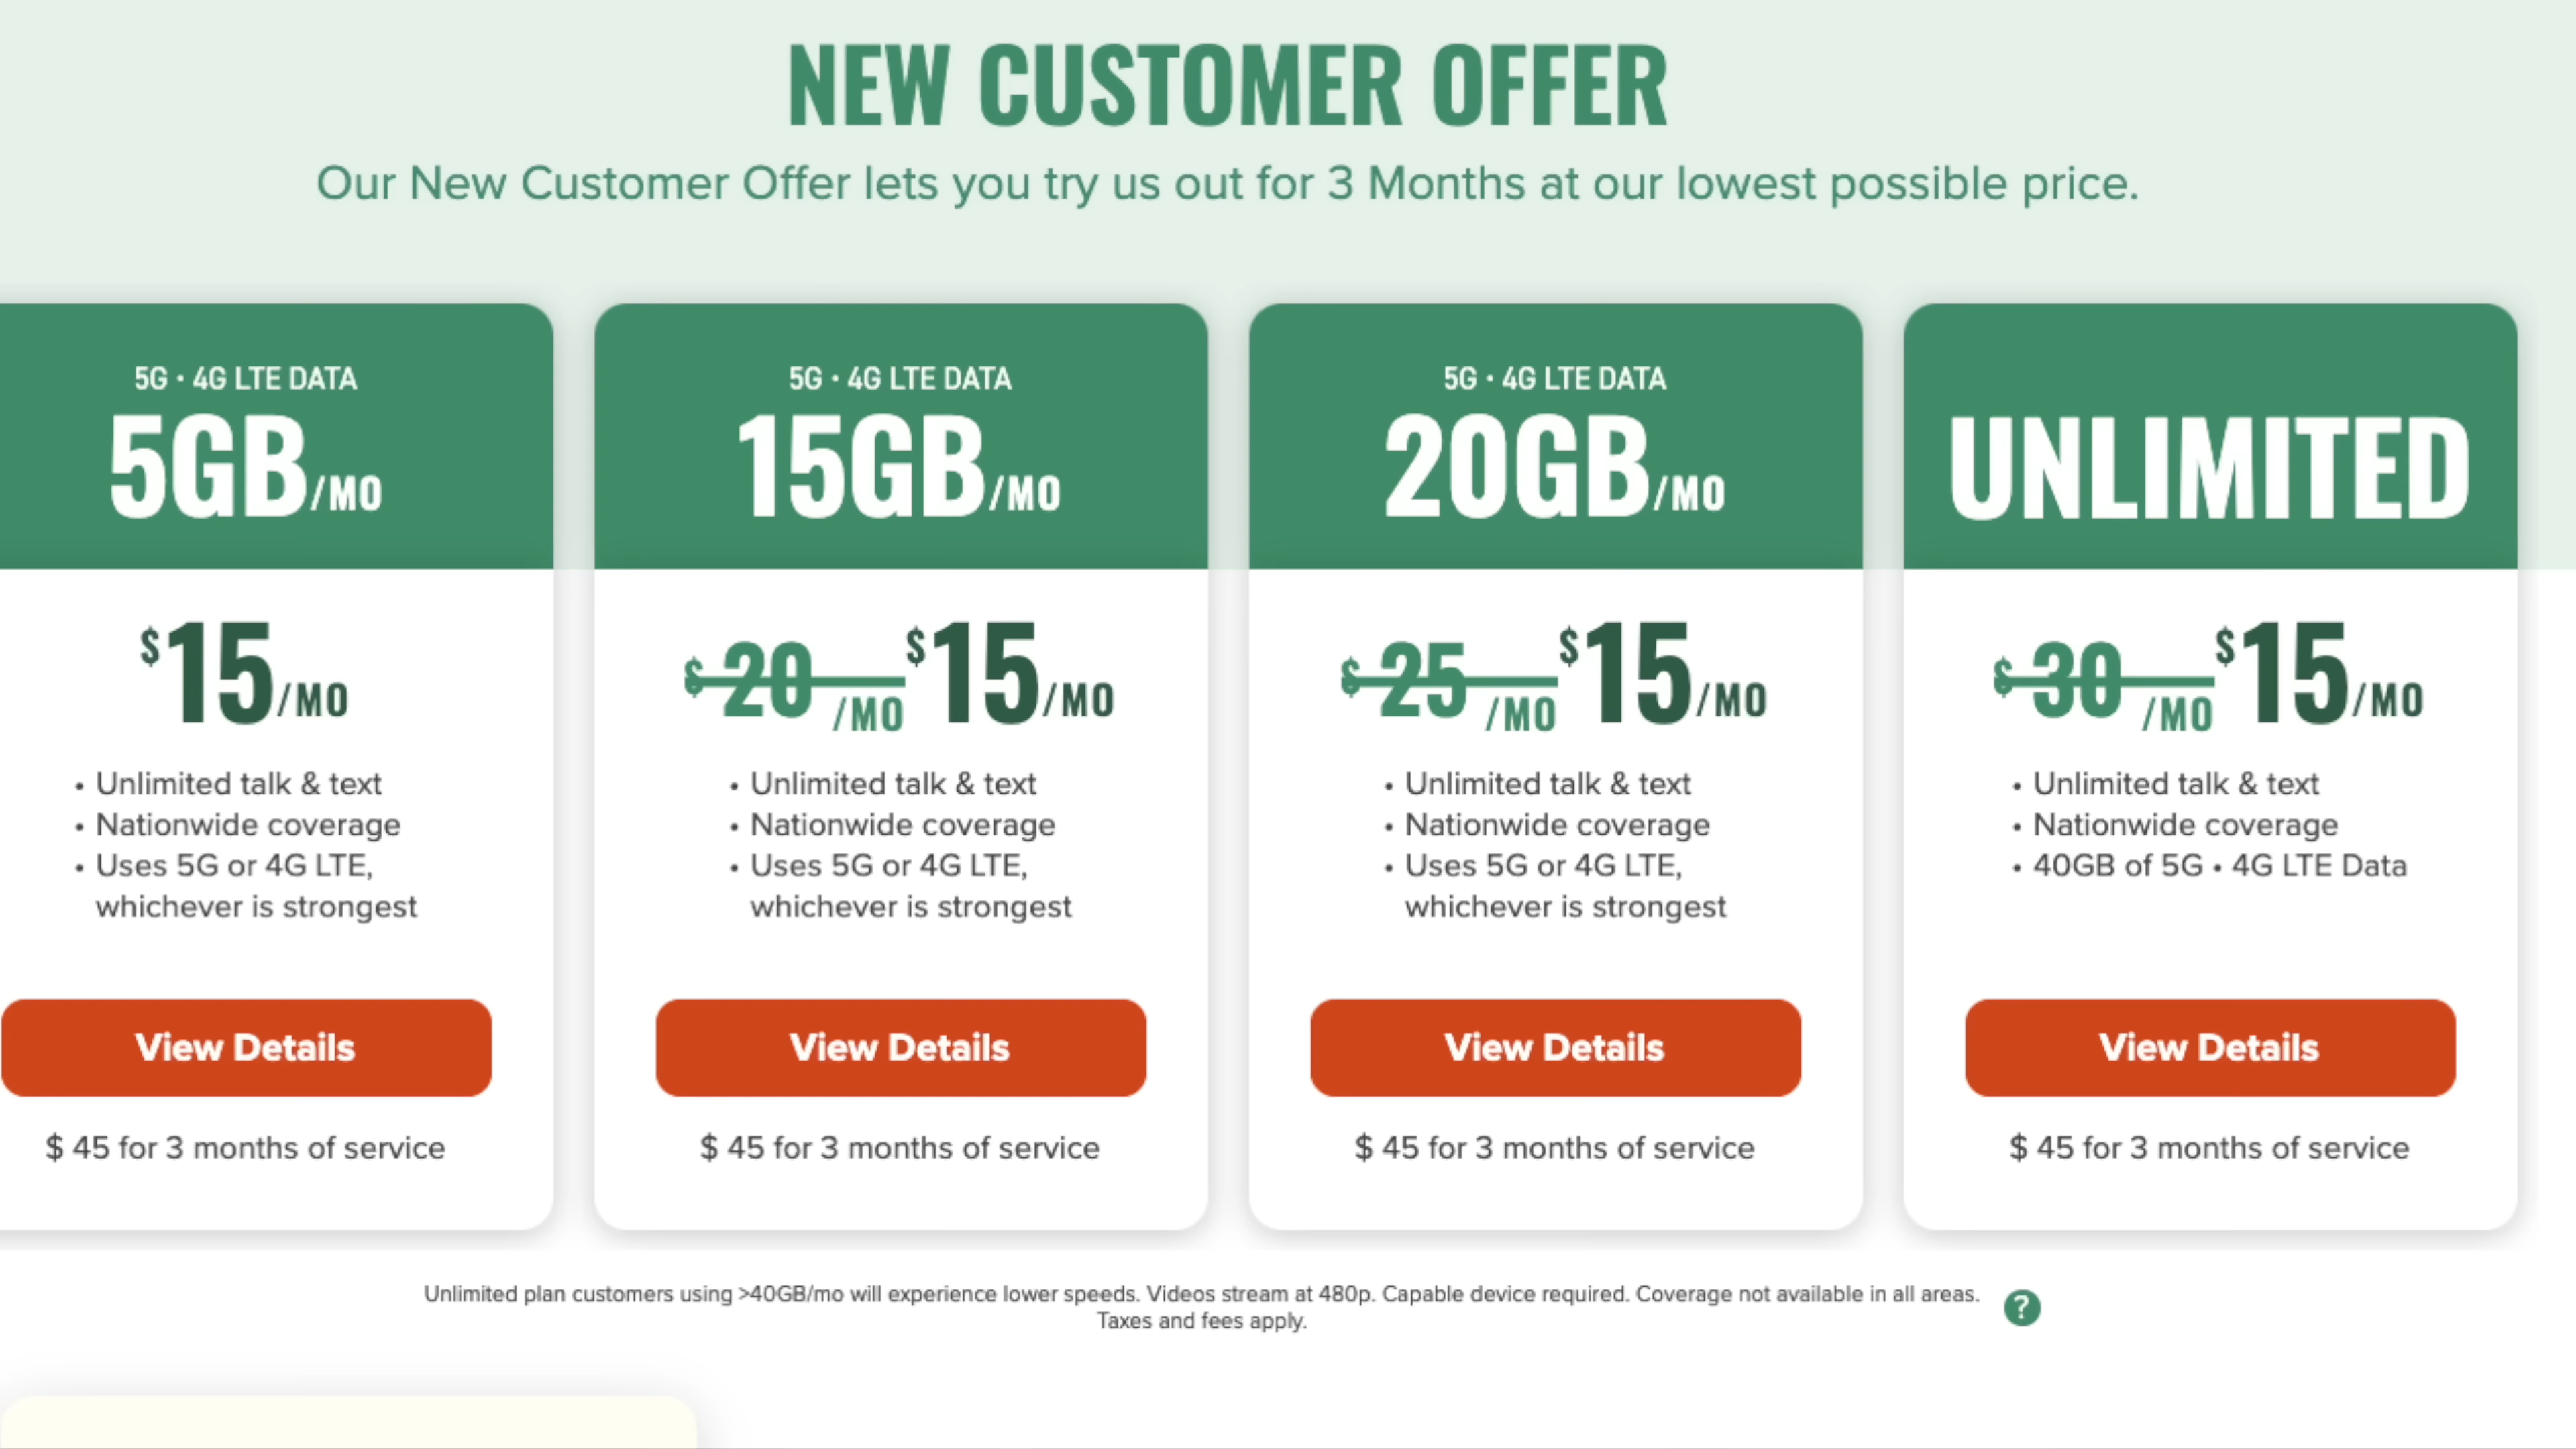 NEW CUSTOMER OFFER
Our New Customer Offer lets you try us out for 3 Months at our lowest possible price.
5G • 4G LTE DATA
5GB/MO
$15/MO
• Unlimited talk & text
• Nationwide coverage
• Uses 5G or 4G LTE,
whichever is strongest
View Details
$ 45 for 3 months of service
5G • 4G LTE DATA
15GB/MO
$ 20 /MO $15/MO
• Unlimited talk & text
• Nationwide coverage
• Uses 5G or 4G LTE,
whichever is strongest
View Details
$ 45 for 3 months of service
5G • 4G LTE DATA
20GB/MO
$ 25 /MO $15/MO
• Unlimited talk & text
• Nationwide coverage
• Uses 5G or 4G LTE,
whichever is strongest
View Details
$ 45 for 3 months of service
UNLIMITED
$ 30 /MO $15/MO
• Unlimited talk & text
• Nationwide coverage
• 40GB of 5G • 4G LTE Data
View Details
$ 45 for 3 months of service
Unlimited plan customers using >40GB/mo will experience lower speeds. Videos stream at 480p. Capable device required. Coverage not available in all areas.
Taxes and fees apply.
?